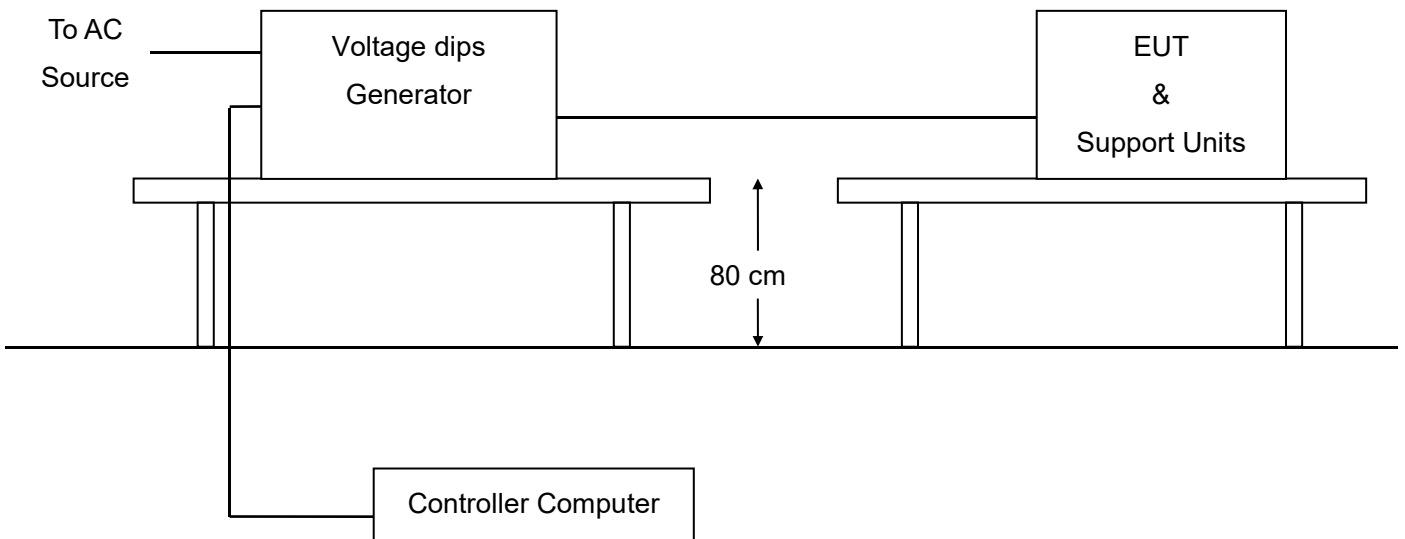 To AC
Source
Voltage dips
Generator
EUT
&
Support Units
80 cm
Controller Computer